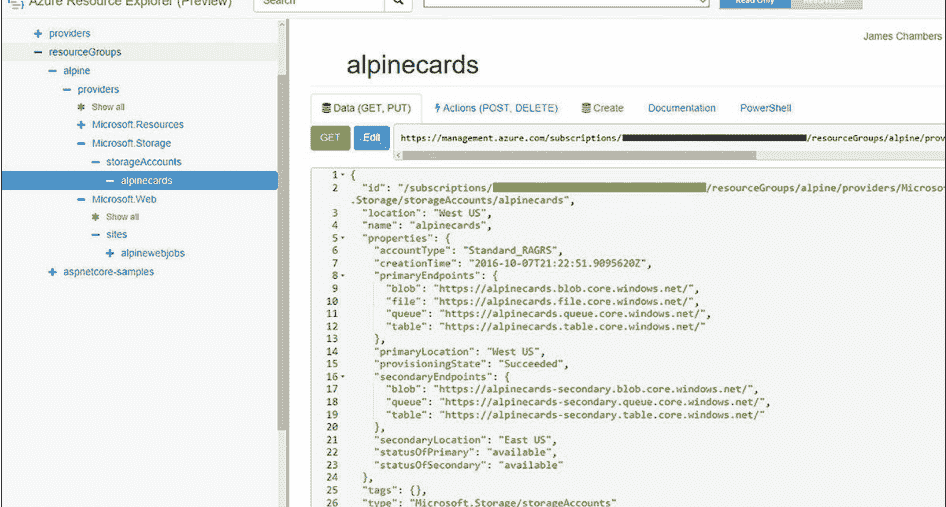 Azure Resource Explorer (Preview)
Search
Read Only
Read/Write
James Chambers
providers
resourceGroups
alpine
providers
Show all
Microsoft.Resources
Microsoft.Storage
storageAccounts
alpinecards
Microsoft.Web
Show all
sites
alpinewebjobs
aspnetcore-samples
alpinecards
Data (GET, PUT)
Actions (POST, DELETE)
Create
Documentation
PowerShell
GET
Edit
https://management.azure.com/subscriptions/ /resourceGroups/alpine/prov
1 {
2 "id": "/subscriptions/ /resourceGroups/alpine/providers/Microso
.Storage/storageAccounts/alpinecards",
3 "location": "West US",
4 "name": "alpinecards",
5 "properties": {
6 "accountType": "Standard_RAGRS",
7 "creationTime": "2016-10-07T21:22:51.9095620Z",
8 "primaryEndpoints": {
9 "blob": "https://alpinecards.blob.core.windows.net/",
10 "file": "https://alpinecards.file.core.windows.net/",
11 "queue": "https://alpinecards.queue.core.windows.net/",
12 "table": "https://alpinecards.table.core.windows.net/"
13 },
14 "primaryLocation": "West US",
15 "provisioningState": "Succeeded",
16 "secondaryEndpoints": {
17 "blob": "https://alpinecards-secondary.blob.core.windows.net/",
18 "queue": "https://alpinecards-secondary.queue.core.windows.net/",
19 "table": "https://alpinecards-secondary.table.core.windows.net/"
20 },
21 "secondaryLocation": "East US",
22 "statusOfPrimary": "available",
23 "statusOfSecondary": "available"
24 },
25 "tags": {},
26 "type": "Microsoft.Storage/storageAccounts"